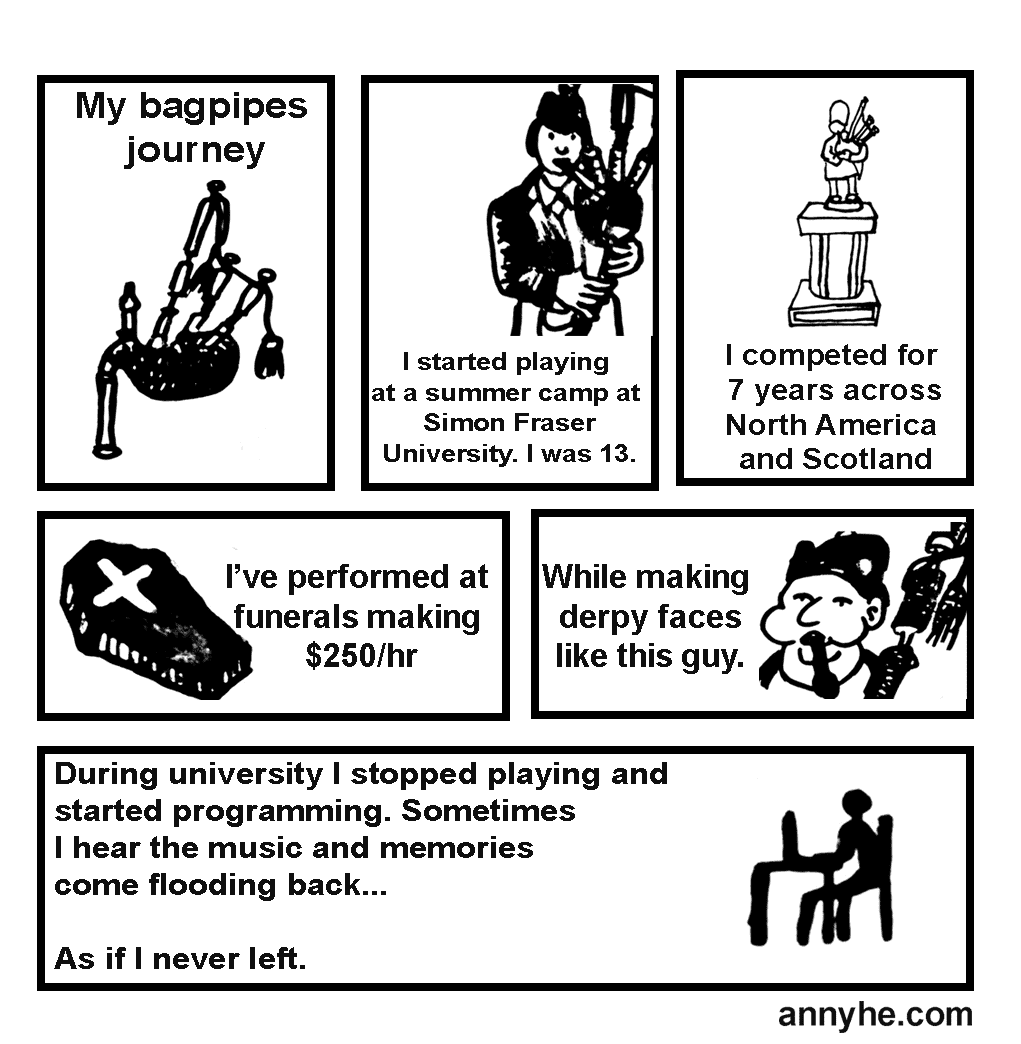 My bagpipes
journey
I started playing
at a summer camp at
Simon Fraser
University. I was 13.
I competed for
7 years across
North America
and Scotland
I've performed at
funerals making
$250/hr
While making
derpy faces
like this guy.
During university I stopped playing and
started programming. Sometimes
I hear the music and memories
come flooding back...
As if I never left.
annyhe.com